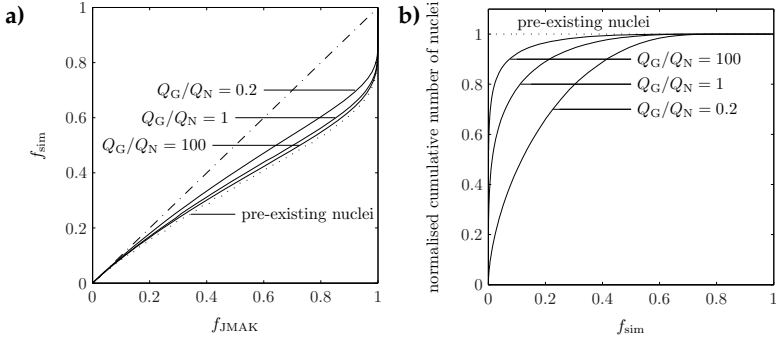 a)
1
0.8
0.6
0.4
0.2
0
f_sim
Q_G/Q_N = 0.2
Q_G/Q_N = 1
Q_G/Q_N = 100
pre-existing nuclei
0 0.2 0.4 0.6 0.8 1
f_JMAK
b)
normalised cumulative number of nuclei
1
0.8
0.6
0.4
0.2
0
pre-existing nuclei
Q_G/Q_N = 100
Q_G/Q_N = 1
Q_G/Q_N = 0.2
0 0.2 0.4 0.6 0.8 1
f_sim